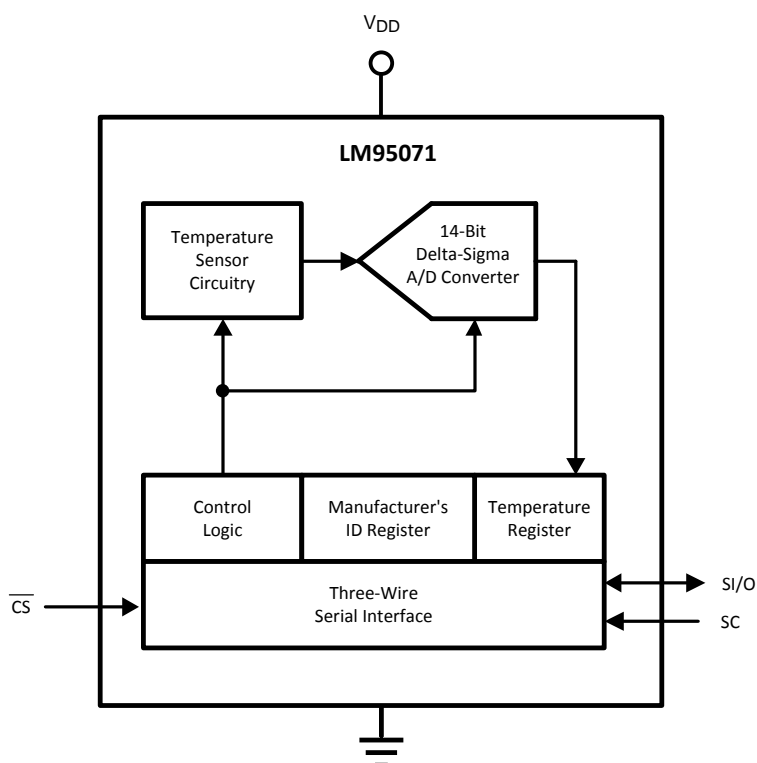 VDD
LM95071
Temperature
Sensor
Circuitry
14-Bit
Delta-Sigma
A/D Converter
Control
Logic
Manufacturer's
ID Register
Temperature
Register
Three-Wire
Serial Interface
C̅S̅
SI/O
SC